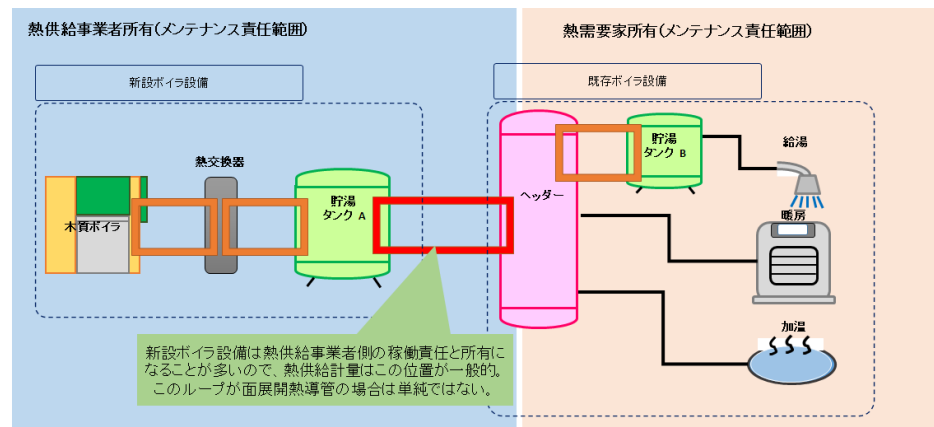 熱供給事業者所有(メンテナンス責任範囲)
熱需要家所有(メンテナンス責任範囲)
新設ボイラ設備
既存ボイラ設備
熱交換器
木質ボイラ
貯湯
タンク A
ヘッダー
貯湯
タンク B
給湯
暖房
加温
新設ボイラ設備は熱供給事業者側の稼働責任と所有に
なることが多いので、熱供給計量はこの位置が一般的。
このループが面展開熱導管の場合は単純ではない。